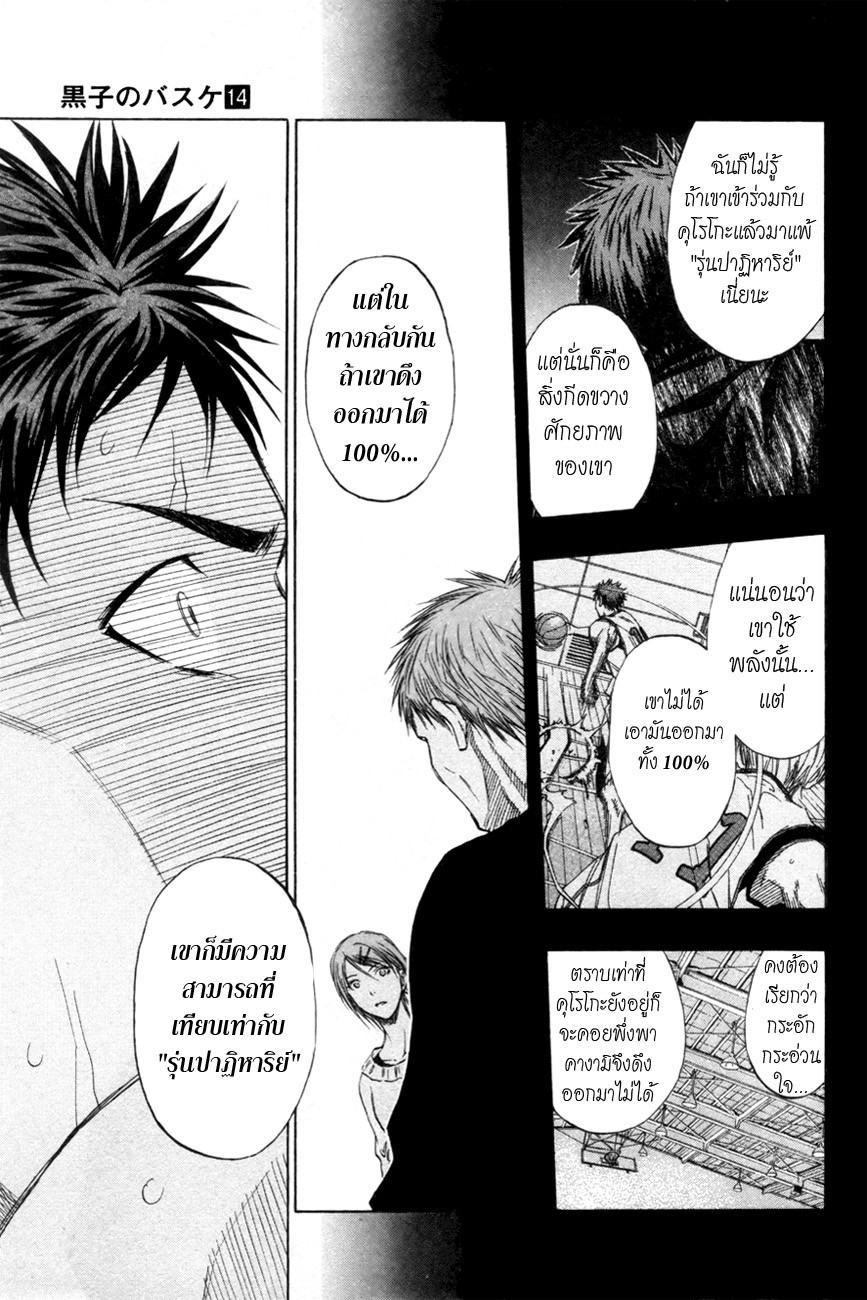 黒子のバスケ14
ฉันก็ไม่รู้
ถ้าเขาเข้าร่วมกับ
คุโรโกะแล้วมาแพ้
"รุ่นปาฏิหาริย์"
เนี่ยนะ
แต่นั่นก็คือ
สิ่งกีดขวาง
ศักยภาพ
ของเขา
แน่นอนว่า
เขาใช้
พลังนั้น...
แต่
เขาไม่ได้
เอามันออกมา
ทั้ง 100%
11
คงต้อง
เรียกว่า
กระอัก
กระอ่วน
ใจ...
ตราบเท่าที่
คุโรโกะยังอยู่ก็
จะคอยพึ่งพา
คางามิจึงดึง
ออกมาไม่ได้
แต่ใน
ทางกลับกัน
ถ้าเขาดึง
ออกมาได้
100%...
เขาก็มีความ
สามารถที่
เทียบเท่ากับ
"รุ่นปาฏิหาริย์"